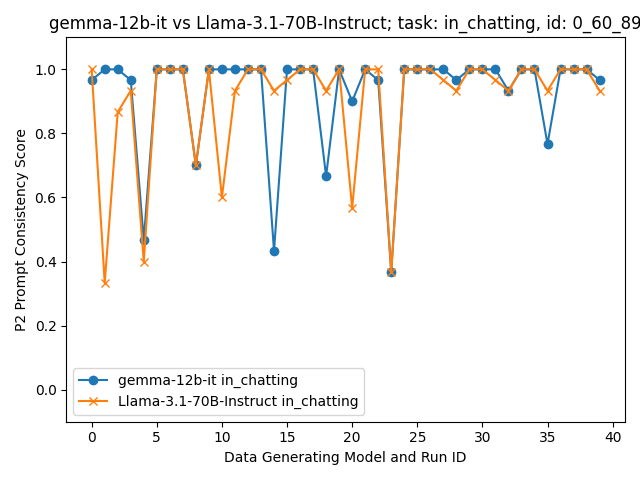 gemma-12b-it vs Llama-3.1-70B-Instruct; task: in_chatting, id: 0_60_89
P2 Prompt Consistency Score
1.0
0.8
0.6
0.4
0.2
0.0
gemma-12b-it in_chatting
Llama-3.1-70B-Instruct in_chatting
0 5 10 15 20 25 30 35 40
Data Generating Model and Run ID